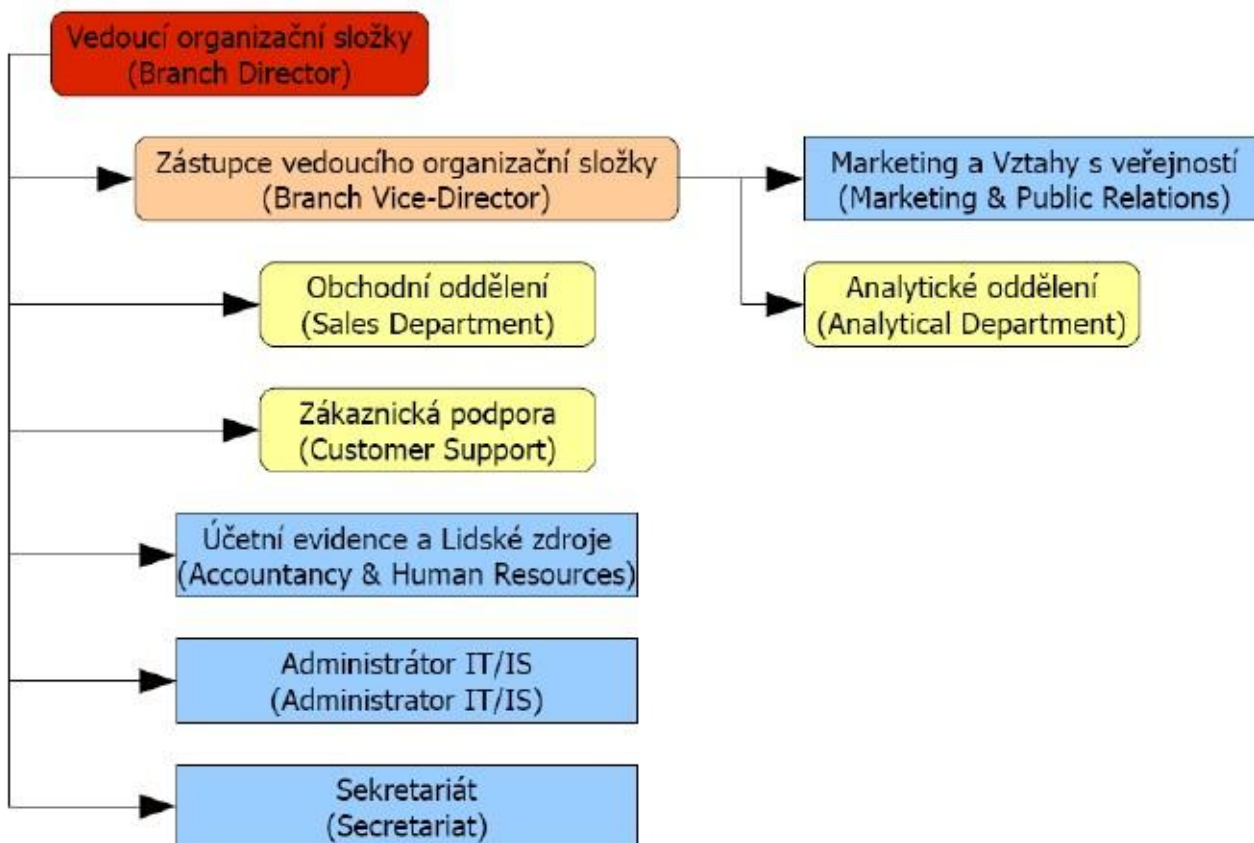 Vedoucí organizační složky
(Branch Director)
Zástupce vedoucího organizační složky
(Branch Vice-Director)
Marketing a Vztahy s veřejností
(Marketing & Public Relations)
Obchodní oddělení
(Sales Department)
Analytické oddělení
(Analytical Department)
Zákaznická podpora
(Customer Support)
Účetní evidence a Lidské zdroje
(Accountancy & Human Resources)
Administrátor IT/IS
(Administrator IT/IS)
Sekretariát
(Secretariat)